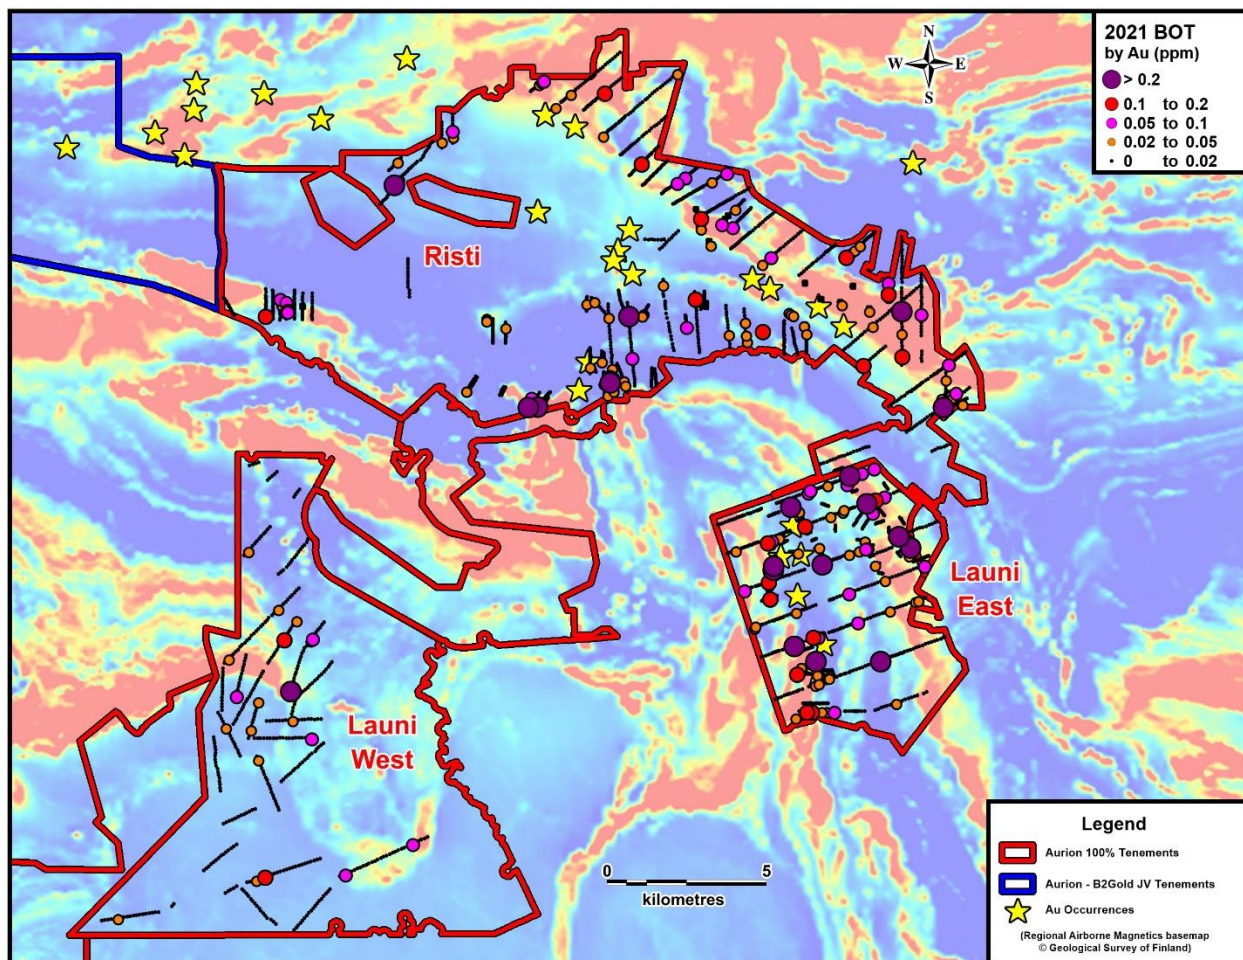 2021 BOT
by Au (ppm)
> 0.2
0.1 to 0.2
0.05 to 0.1
0.02 to 0.05
0 to 0.02
N
W E
S
Risti
Launi
East
Launi
West
0 5
kilometres
Legend
Aurion 100% Tenements
Aurion - B2Gold JV Tenements
Au Occurrences
(Regional Airborne Magnetics basemap
© Geological Survey of Finland)